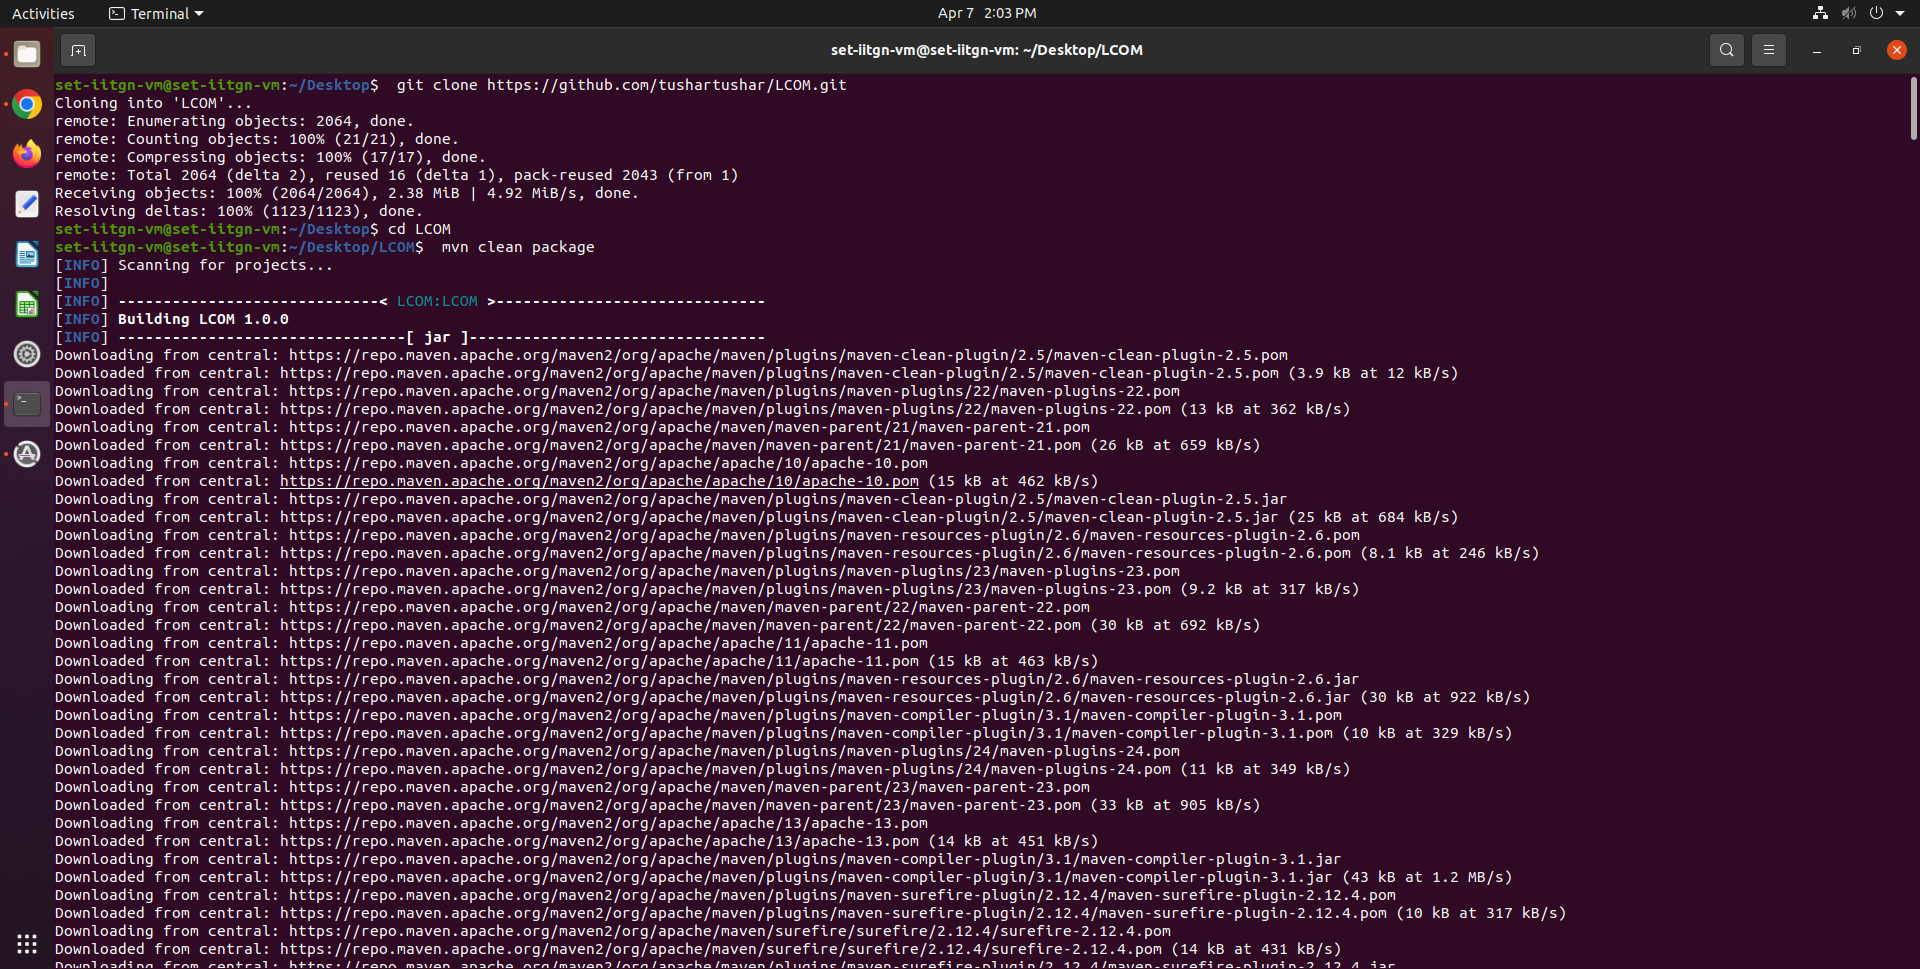 Activities
Terminal
Apr 7 2:03 PM
set-iitgn-vm@set-iitgn-vm: ~/Desktop/LCOM
set-iitgn-vm@set-iitgn-vm:~/Desktop$  git clone https://github.com/tushartushar/LCOM.git
Cloning into 'LCOM'...
remote: Enumerating objects: 2064, done.
remote: Counting objects: 100% (21/21), done.
remote: Compressing objects: 100% (17/17), done.
remote: Total 2064 (delta 2), reused 16 (delta 1), pack-reused 2043 (from 1)
Receiving objects: 100% (2064/2064), 2.38 MiB | 4.92 MiB/s, done.
Resolving deltas: 100% (1123/1123), done.
set-iitgn-vm@set-iitgn-vm:~/Desktop$ cd LCOM
set-iitgn-vm@set-iitgn-vm:~/Desktop/LCOM$  mvn clean package
[INFO] Scanning for projects...
[INFO]
[INFO] -----------------------------< LCOM:LCOM >------------------------------
[INFO] Building LCOM 1.0.0
[INFO] --------------------------------[ jar ]---------------------------------
Downloading from central: https://repo.maven.apache.org/maven2/org/apache/maven/plugins/maven-clean-plugin/2.5/maven-clean-plugin-2.5.pom
Downloaded from central: https://repo.maven.apache.org/maven2/org/apache/maven/plugins/maven-clean-plugin/2.5/maven-clean-plugin-2.5.pom (3.9 kB at 12 kB/s)
Downloading from central: https://repo.maven.apache.org/maven2/org/apache/maven/plugins/maven-plugins/22/maven-plugins-22.pom
Downloaded from central: https://repo.maven.apache.org/maven2/org/apache/maven/plugins/maven-plugins/22/maven-plugins-22.pom (13 kB at 362 kB/s)
Downloading from central: https://repo.maven.apache.org/maven2/org/apache/maven/maven-parent/21/maven-parent-21.pom
Downloaded from central: https://repo.maven.apache.org/maven2/org/apache/maven/maven-parent/21/maven-parent-21.pom (26 kB at 659 kB/s)
Downloading from central: https://repo.maven.apache.org/maven2/org/apache/apache/10/apache-10.pom
Downloaded from central: https://repo.maven.apache.org/maven2/org/apache/apache/10/apache-10.pom (15 kB at 462 kB/s)
Downloading from central: https://repo.maven.apache.org/maven2/org/apache/maven/plugins/maven-clean-plugin/2.5/maven-clean-plugin-2.5.jar
Downloaded from central: https://repo.maven.apache.org/maven2/org/apache/maven/plugins/maven-clean-plugin/2.5/maven-clean-plugin-2.5.jar (25 kB at 684 kB/s)
Downloading from central: https://repo.maven.apache.org/maven2/org/apache/maven/plugins/maven-resources-plugin/2.6/maven-resources-plugin-2.6.pom
Downloaded from central: https://repo.maven.apache.org/maven2/org/apache/maven/plugins/maven-resources-plugin/2.6/maven-resources-plugin-2.6.pom (8.1 kB at 246 kB/s)
Downloading from central: https://repo.maven.apache.org/maven2/org/apache/maven/plugins/maven-plugins/23/maven-plugins-23.pom
Downloaded from central: https://repo.maven.apache.org/maven2/org/apache/maven/plugins/maven-plugins/23/maven-plugins-23.pom (9.2 kB at 317 kB/s)
Downloading from central: https://repo.maven.apache.org/maven2/org/apache/maven/maven-parent/22/maven-parent-22.pom
Downloaded from central: https://repo.maven.apache.org/maven2/org/apache/maven/maven-parent/22/maven-parent-22.pom (30 kB at 692 kB/s)
Downloading from central: https://repo.maven.apache.org/maven2/org/apache/apache/11/apache-11.pom
Downloaded from central: https://repo.maven.apache.org/maven2/org/apache/apache/11/apache-11.pom (15 kB at 463 kB/s)
Downloading from central: https://repo.maven.apache.org/maven2/org/apache/maven/plugins/maven-resources-plugin/2.6/maven-resources-plugin-2.6.jar
Downloaded from central: https://repo.maven.apache.org/maven2/org/apache/maven/plugins/maven-resources-plugin/2.6/maven-resources-plugin-2.6.jar (30 kB at 922 kB/s)
Downloading from central: https://repo.maven.apache.org/maven2/org/apache/maven/plugins/maven-compiler-plugin/3.1/maven-compiler-plugin-3.1.pom
Downloaded from central: https://repo.maven.apache.org/maven2/org/apache/maven/plugins/maven-compiler-plugin/3.1/maven-compiler-plugin-3.1.pom (10 kB at 329 kB/s)
Downloading from central: https://repo.maven.apache.org/maven2/org/apache/maven/plugins/maven-plugins/24/maven-plugins-24.pom
Downloaded from central: https://repo.maven.apache.org/maven2/org/apache/maven/plugins/maven-plugins/24/maven-plugins-24.pom (11 kB at 349 kB/s)
Downloading from central: https://repo.maven.apache.org/maven2/org/apache/maven/maven-parent/23/maven-parent-23.pom
Downloaded from central: https://repo.maven.apache.org/maven2/org/apache/maven/maven-parent/23/maven-parent-23.pom (33 kB at 905 kB/s)
Downloading from central: https://repo.maven.apache.org/maven2/org/apache/apache/13/apache-13.pom
Downloaded from central: https://repo.maven.apache.org/maven2/org/apache/apache/13/apache-13.pom (14 kB at 451 kB/s)
Downloading from central: https://repo.maven.apache.org/maven2/org/apache/maven/plugins/maven-compiler-plugin/3.1/maven-compiler-plugin-3.1.jar
Downloaded from central: https://repo.maven.apache.org/maven2/org/apache/maven/plugins/maven-compiler-plugin/3.1/maven-compiler-plugin-3.1.jar (43 kB at 1.2 MB/s)
Downloading from central: https://repo.maven.apache.org/maven2/org/apache/maven/plugins/maven-surefire-plugin/2.12.4/maven-surefire-plugin-2.12.4.pom
Downloaded from central: https://repo.maven.apache.org/maven2/org/apache/maven/plugins/maven-surefire-plugin/2.12.4/maven-surefire-plugin-2.12.4.pom (10 kB at 317 kB/s)
Downloading from central: https://repo.maven.apache.org/maven2/org/apache/maven/surefire/surefire/2.12.4/surefire-2.12.4.pom
Downloaded from central: https://repo.maven.apache.org/maven2/org/apache/maven/surefire/surefire/2.12.4/surefire-2.12.4.pom (14 kB at 431 kB/s)
Downloading from central: https://repo.maven.apache.org/maven2/org/apache/maven/plugins/maven-surefire-plugin/2.12.4/maven-surefire-plugin-2.12.4.jar